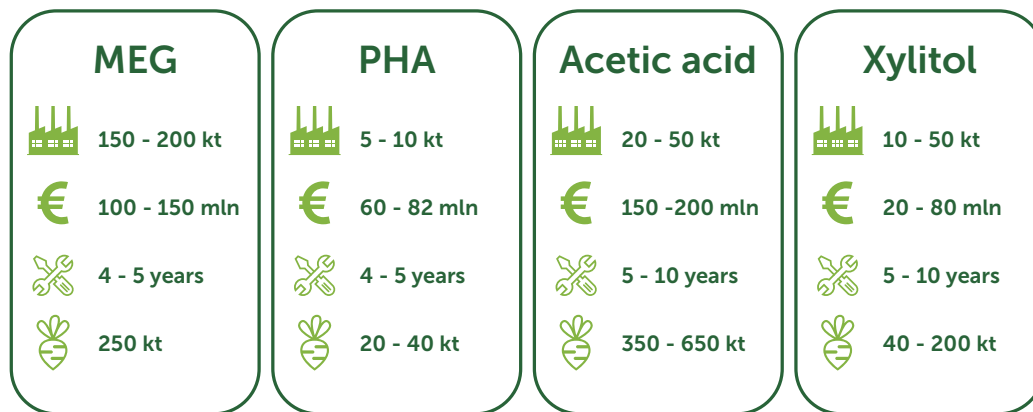 MEG
150 - 200 kt
€
100 - 150 mln
4 - 5 years
250 kt
PHA
5 - 10 kt
€
60 - 82 mln
4 - 5 years
20 - 40 kt
Acetic acid
20 - 50 kt
€
150 -200 mln
5 - 10 years
350 - 650 kt
Xylitol
10 - 50 kt
€
20 - 80 mln
5 - 10 years
40 - 200 kt